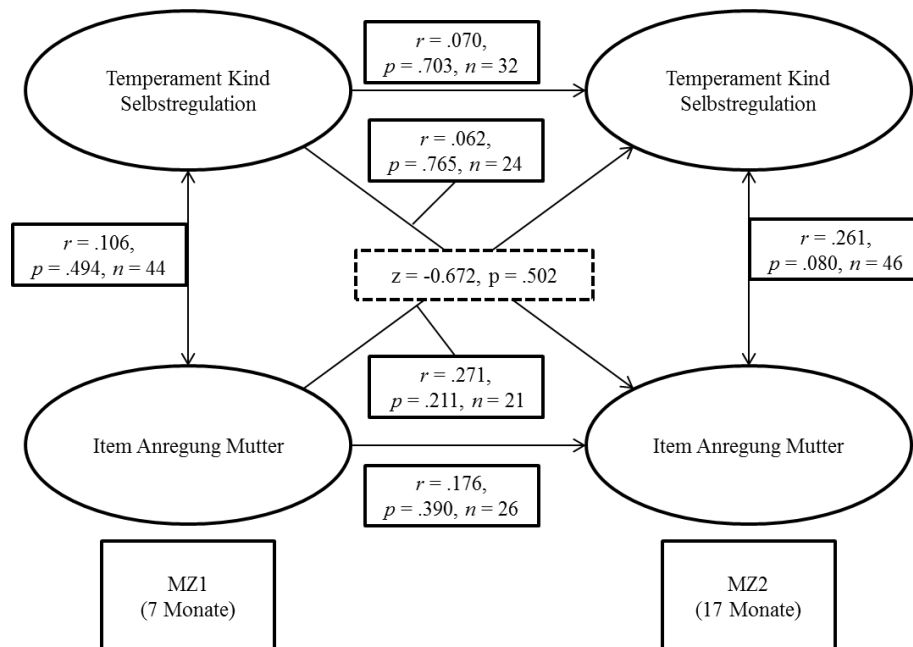 r = .070,
p = .703, n = 32
Temperament Kind
Selbstregulation
Temperament Kind
Selbstregulation
r = .062,
p = .765, n = 24
r = .106,
p = .494, n = 44
r = .261,
p = .080, n = 46
z = -0.672, p = .502
r = .271,
p = .211, n = 21
Item Anregung Mutter
Item Anregung Mutter
r = .176,
p = .390, n = 26
MZ1
(7 Monate)
MZ2
(17 Monate)